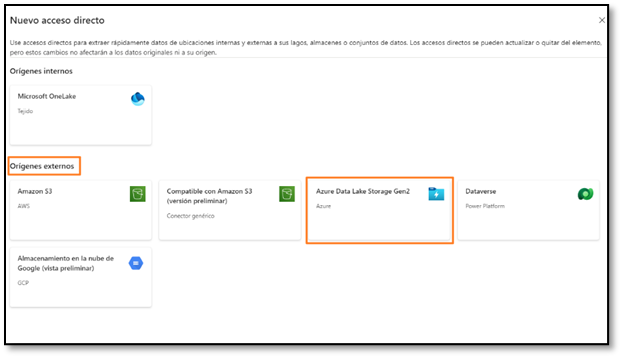 Nuevo acceso directo
Use accesos directos para extraer rápidamente datos de ubicaciones internas y externas a sus lagos, almacenes o conjuntos de datos. Los accesos directos se pueden actualizar o quitar del elemento,
pero estos cambios no afectarán a los datos originales ni a su origen.
Orígenes internos
Microsoft OneLake
Tejido
Orígenes externos
Amazon S3
AWS
Compatible con Amazon S3
(versión preliminar)
Conector genérico
Azure Data Lake Storage Gen2
Azure
Dataverse
Power Platform
Almacenamiento en la nube de
Google (vista preliminar)
GCP